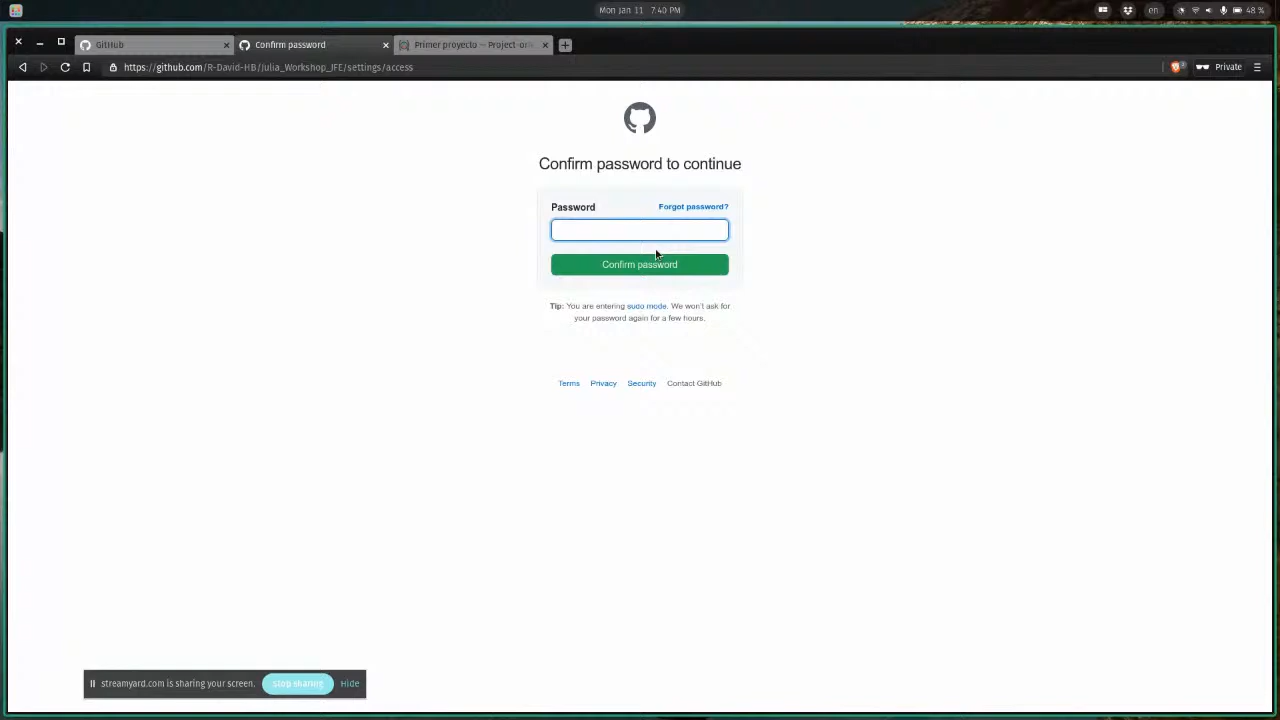 Mon Jan 11 7:40 PM
en
48 %
GitHub
Confirm password
Primer proyecto — Project-ori
https://github.com/R-David-HB/Julia_Workshop_JFE/settings/access
Private
Confirm password to continue
Password
Forgot password?
Confirm password
Tip: You are entering sudo mode. We won't ask for
your password again for a few hours.
Terms Privacy Security Contact GitHub
streamyard.com is sharing your screen.
Stop sharing
Hide